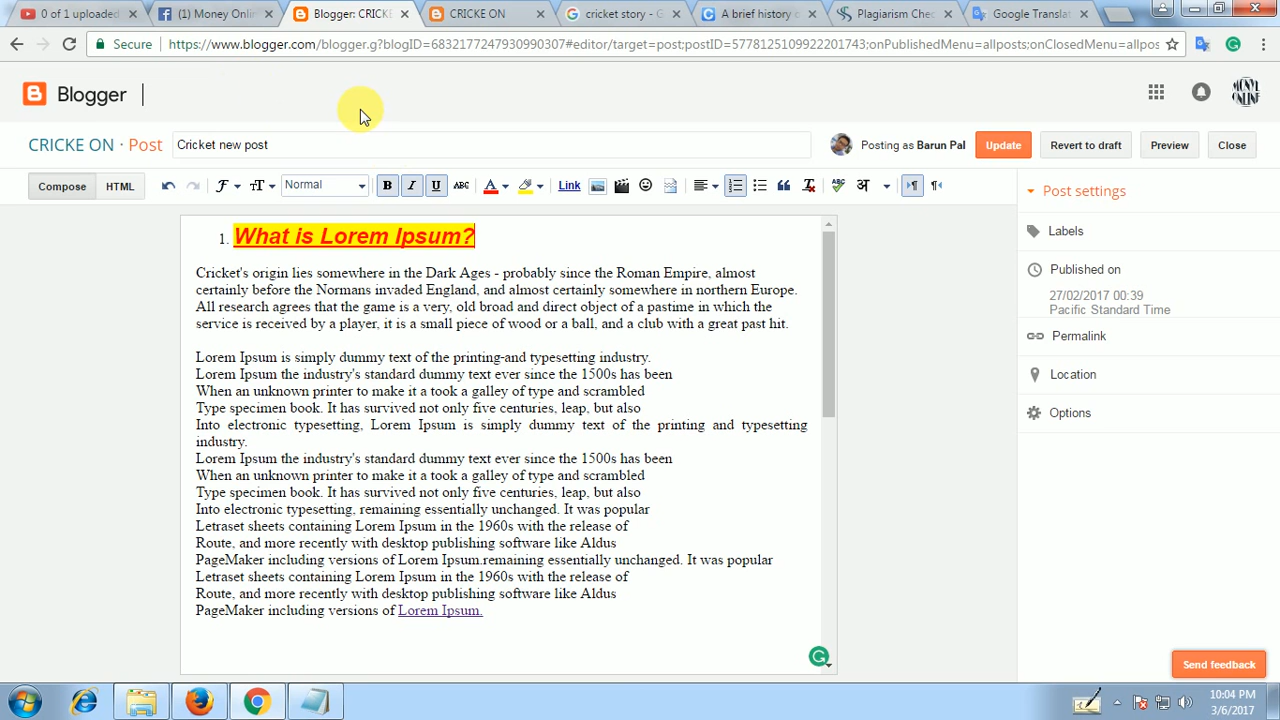 0 of 1 uploaded
(1) Money Onlin
Blogger: CRICKE
CRICKE ON
cricket story - G
A brief history o
Plagiarism Chec
Google Translat
Secure
https://www.blogger.com/blogger.g?blogID=6832177247930990307#editor/target=post;postID=5778125109222201743;onPublishedMenu=allposts;onClosedMenu=allpos
Blogger
CRICKE ON · Post
Cricket new post
Posting as Barun Pal
Update
Revert to draft
Preview
Close
Compose
HTML
Normal
B
I
U
ABC
A
Link
अ
Post settings
Labels
Published on
27/02/2017 00:39
Pacific Standard Time
Permalink
Location
Options
1. What is Lorem Ipsum?
Cricket's origin lies somewhere in the Dark Ages - probably since the Roman Empire, almost
certainly before the Normans invaded England, and almost certainly somewhere in northern Europe.
All research agrees that the game is a very, old broad and direct object of a pastime in which the
service is received by a player, it is a small piece of wood or a ball, and a club with a great past hit.
Lorem Ipsum is simply dummy text of the printing-and typesetting industry.
Lorem Ipsum the industry's standard dummy text ever since the 1500s has been
When an unknown printer to make it a took a galley of type and scrambled
Type specimen book. It has survived not only five centuries, leap, but also
Into electronic typesetting, Lorem Ipsum is simply dummy text of the printing and typesetting
industry.
Lorem Ipsum the industry's standard dummy text ever since the 1500s has been
When an unknown printer to make it a took a galley of type and scrambled
Type specimen book. It has survived not only five centuries, leap, but also
Into electronic typesetting, remaining essentially unchanged. It was popular
Letraset sheets containing Lorem Ipsum in the 1960s with the release of
Route, and more recently with desktop publishing software like Aldus
PageMaker including versions of Lorem Ipsum.remaining essentially unchanged. It was popular
Letraset sheets containing Lorem Ipsum in the 1960s with the release of
Route, and more recently with desktop publishing software like Aldus
PageMaker including versions of Lorem Ipsum.
Send feedback
10:04 PM
3/6/2017